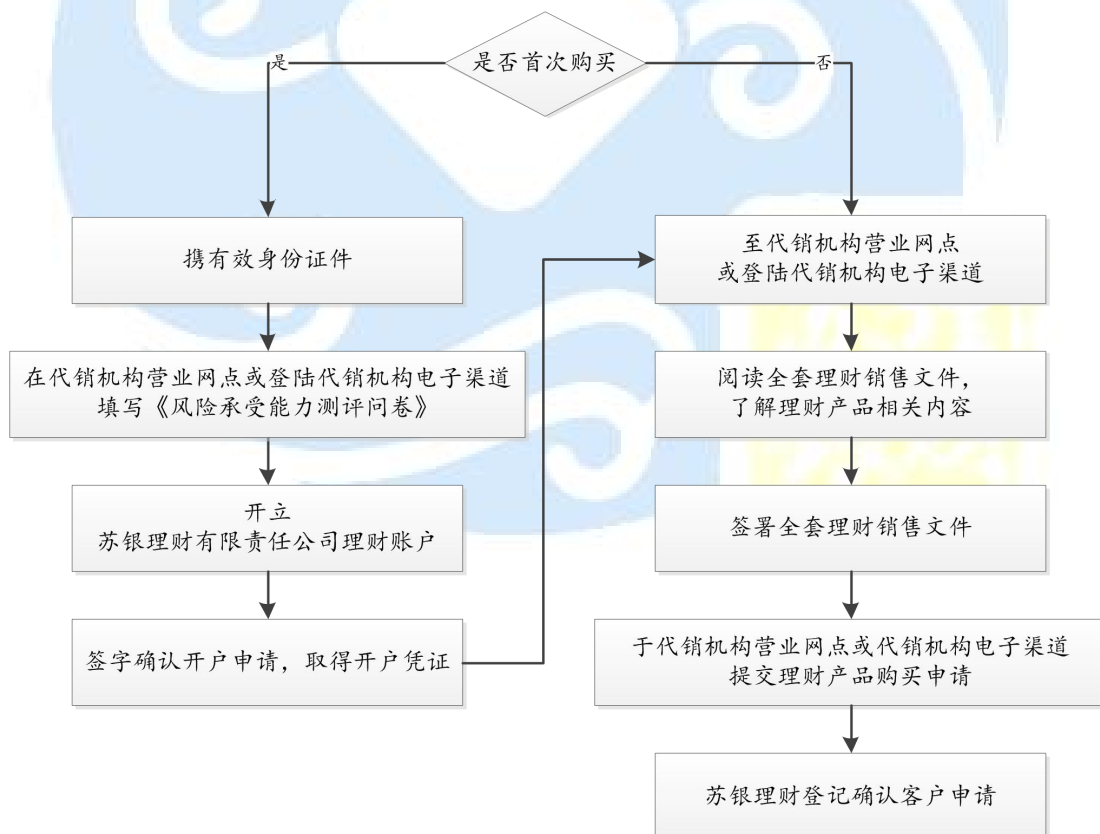 是否首次购买
是
否
携有效身份证件
在代销机构营业网点或登陆代销机构电子渠道
填写《风险承受能力测评问卷》
开立
苏银理财有限责任公司理财账户
签字确认开户申请，取得开户凭证
至代销机构营业网点
或登陆代销机构电子渠道
阅读全套理财销售文件，
了解理财产品相关内容
签署全套理财销售文件
于代销机构营业网点或代销机构电子渠道
提交理财产品购买申请
苏银理财登记确认客户申请